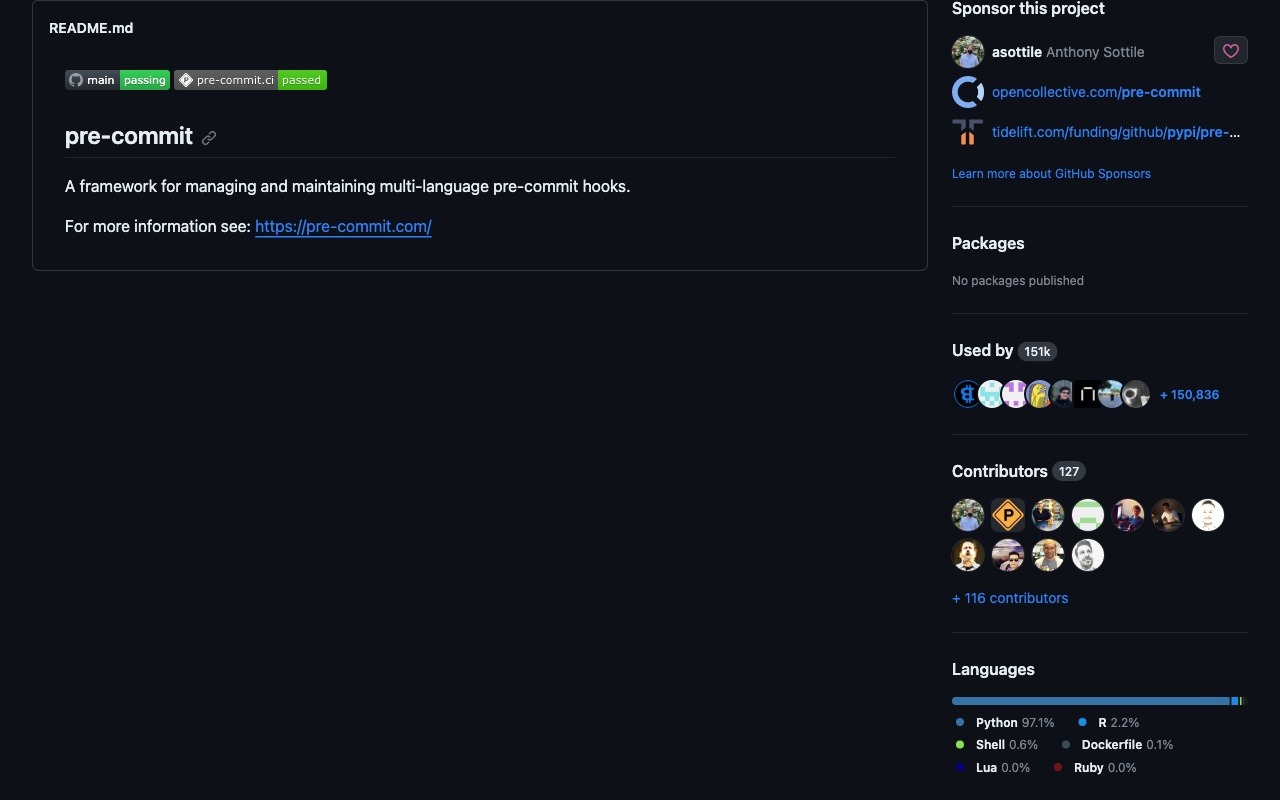 README.md
main passing pre-commit.ci passed
pre-commit
A framework for managing and maintaining multi-language pre-commit hooks.
For more information see: https://pre-commit.com/
Sponsor this project
asottile Anthony Sottile
opencollective.com/pre-commit
tidelift.com/funding/github/pypi/pre-...
Learn more about GitHub Sponsors
Packages
No packages published
Used by 151k
+ 150,836
Contributors 127
+ 116 contributors
Languages
Python 97.1% R 2.2%
Shell 0.6% Dockerfile 0.1%
Lua 0.0% Ruby 0.0%